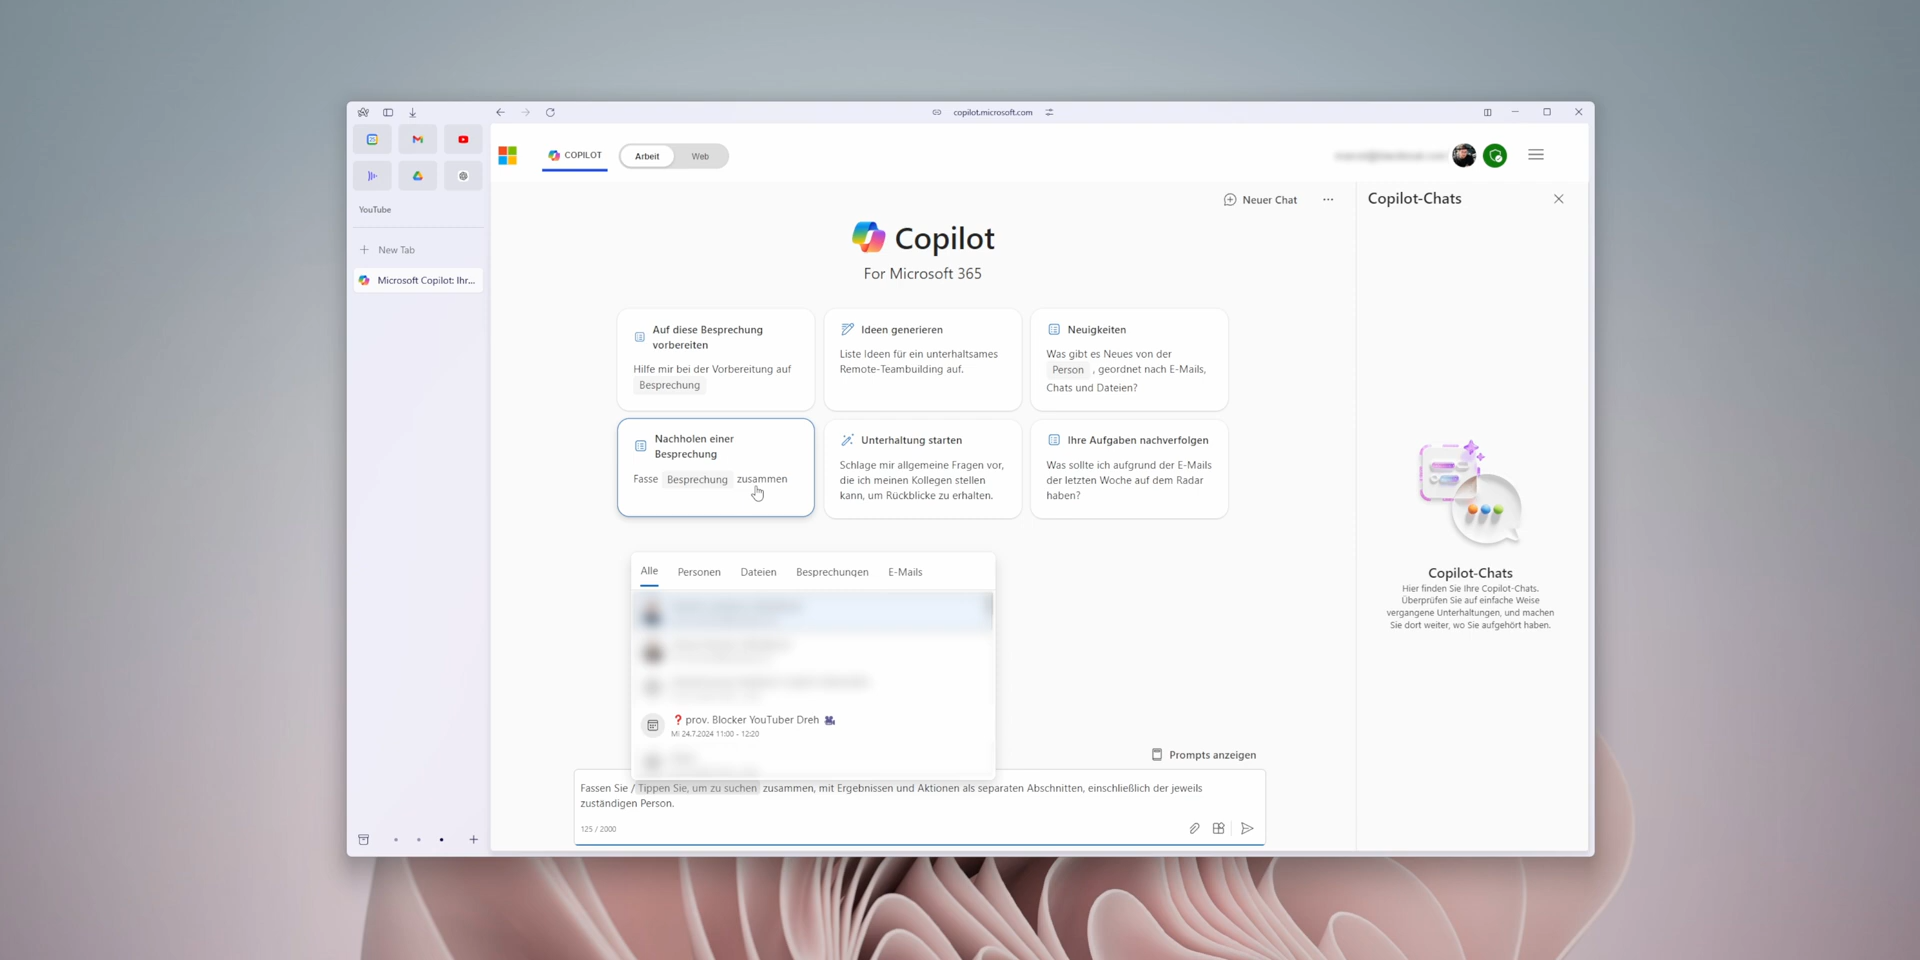 copilot.microsoft.com
YouTube
New Tab
Microsoft Copilot: Ihr...
COPILOT
Arbeit
Web
Neuer Chat
Copilot
For Microsoft 365
Auf diese Besprechung
vorbereiten
Hilfe mir bei der Vorbereitung auf
Besprechung
Ideen generieren
Liste Ideen für ein unterhaltsames
Remote-Teambuilding auf.
Neuigkeiten
Was gibt es Neues von der
Person , geordnet nach E-Mails,
Chats und Dateien?
Nachholen einer
Besprechung
Fasse Besprechung zusammen
Unterhaltung starten
Schlage mir allgemeine Fragen vor,
die ich meinen Kollegen stellen
kann, um Rückblicke zu erhalten.
Ihre Aufgaben nachverfolgen
Was sollte ich aufgrund der E-Mails
der letzten Woche auf dem Radar
haben?
Alle Personen Dateien Besprechungen E-Mails
❓ prov. Blocker YouTuber Dreh 🎥
Mi 24.7.2024 11:00 - 12:20
Prompts anzeigen
Fassen Sie / Tippen Sie, um zu suchen zusammen, mit Ergebnissen und Aktionen als separaten Abschnitten, einschließlich der jeweils
zuständigen Person.
125 / 2000
Copilot-Chats
Copilot-Chats
Hier finden Sie Ihre Copilot-Chats.
Überprüfen Sie auf einfache Weise
vergangene Unterhaltungen, und machen
Sie dort weiter, wo Sie aufgehört haben.